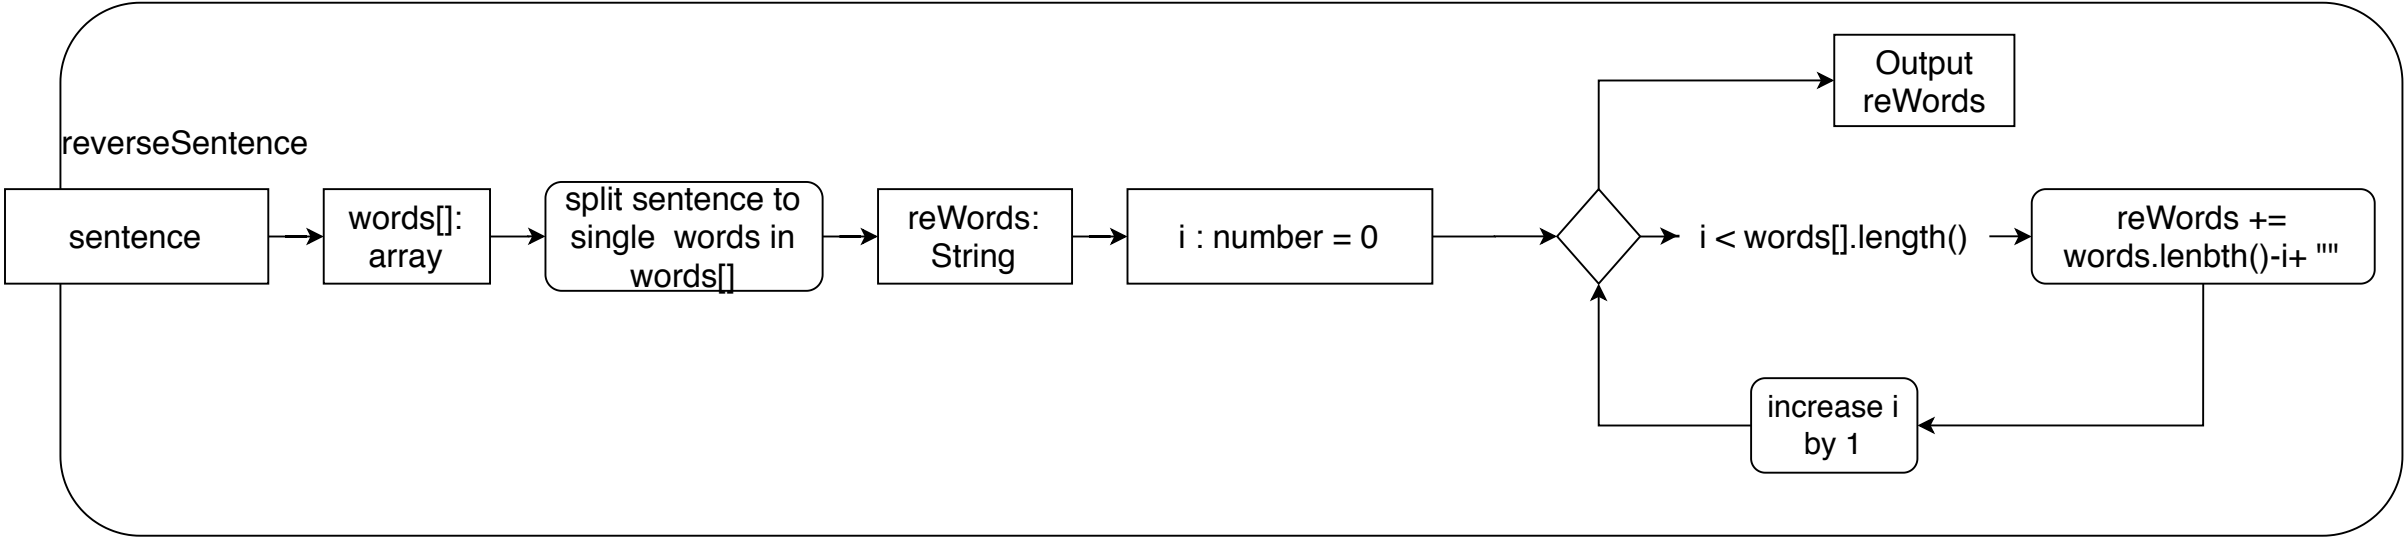 reverseSentence
sentence
words[]:
array
split sentence to
single  words in
words[]
reWords:
String
i : number = 0
Output
reWords
i < words[].length()
reWords +=
words.lenbth()-i+ ""
increase i
by 1